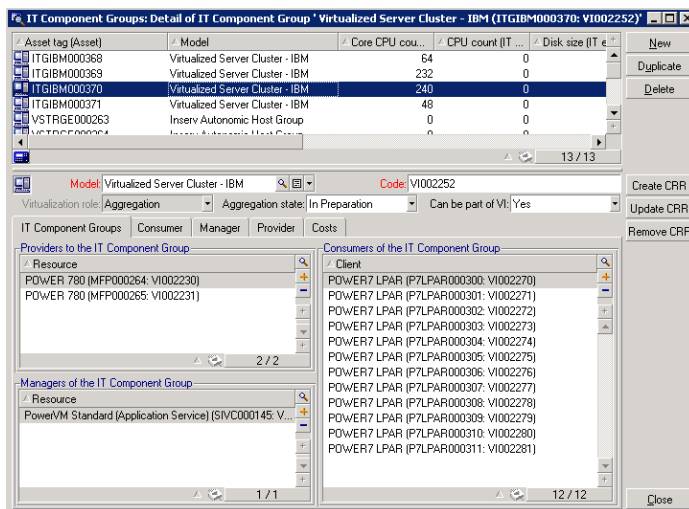 IT Component Groups: Detail of IT Component Group ' Virtualized Server Cluster - IBM (ITGIBM000370: VI002252)'
Asset tag (Asset) Model Core CPU cou... CPU count (IT ... Disk size (IT e
ITGIBM000368 Virtualized Server Cluster - IBM 64 0
ITGIBM000369 Virtualized Server Cluster - IBM 232 0
ITGIBM000370 Virtualized Server Cluster - IBM 240 0
ITGIBM000371 Virtualized Server Cluster - IBM 48 0
VSTRGE000263 Inserv Autonomic Host Group 0 0
VSTRGE000264 Inserv Autonomic Host Group 0 0
13 / 13
New
Duplicate
Delete
Model: Virtualized Server Cluster - IBM Code: VI002252
Virtualization role: Aggregation Aggregation state: In Preparation Can be part of VI: Yes
Create CRR
Update CRR
Remove CRR
IT Component Groups Consumer Manager Provider Costs
Providers to the IT Component Group
Resource
POWER 780 (MFP000264: VI002230)
POWER 780 (MFP000265: VI002231)
2 / 2
Managers of the IT Component Group
Resource
PowerVM Standard (Application Service) (SIVC000145: V...
1 / 1
Consumers of the IT Component Group
Client
POWER7 LPAR (P7LPAR000300: VI002270)
POWER7 LPAR (P7LPAR000301: VI002271)
POWER7 LPAR (P7LPAR000302: VI002272)
POWER7 LPAR (P7LPAR000303: VI002273)
POWER7 LPAR (P7LPAR000304: VI002274)
POWER7 LPAR (P7LPAR000305: VI002275)
POWER7 LPAR (P7LPAR000306: VI002276)
POWER7 LPAR (P7LPAR000307: VI002277)
POWER7 LPAR (P7LPAR000308: VI002278)
POWER7 LPAR (P7LPAR000309: VI002279)
POWER7 LPAR (P7LPAR000310: VI002280)
POWER7 LPAR (P7LPAR000311: VI002281)
12 / 12
Close